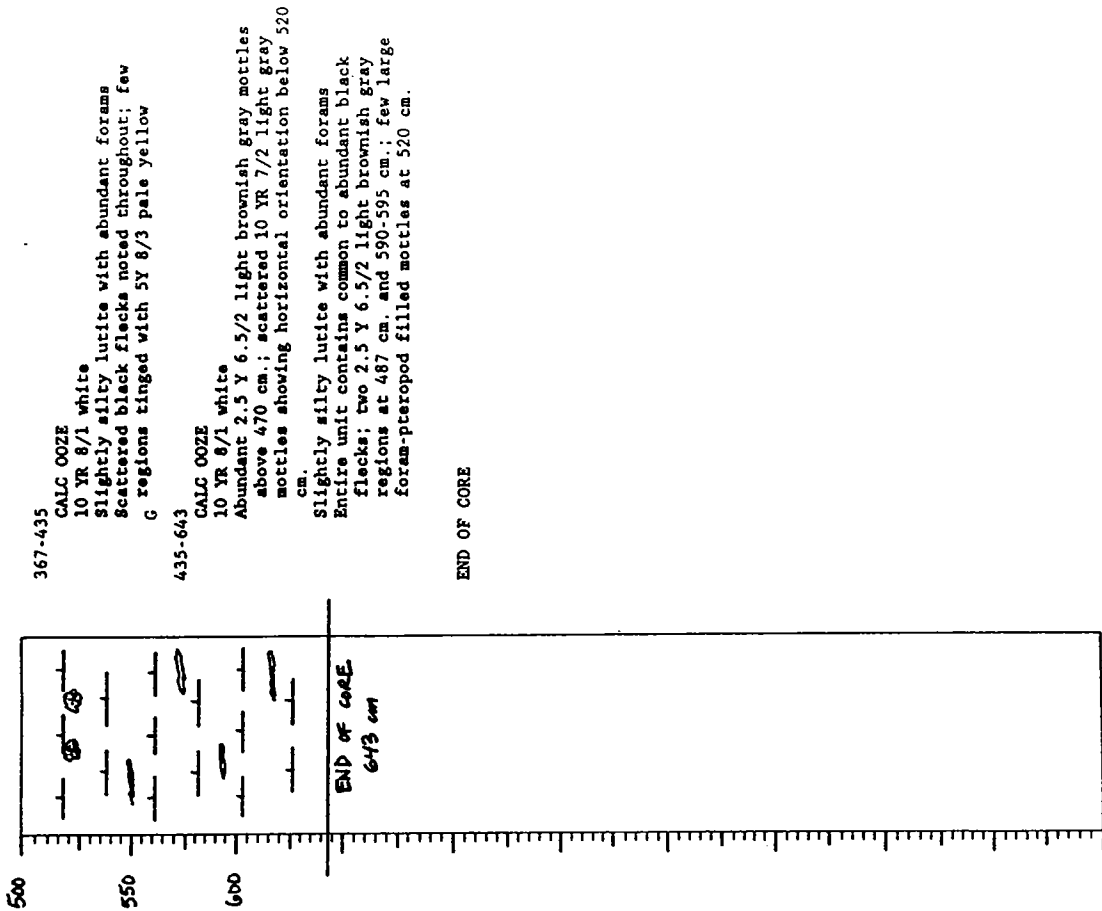 500
550
600
END OF CORE
643 cm
367-435
CALC OOZE
10 YR 8/1 white
Slightly silty lutite with abundant forams
Scattered black flecks noted throughout; few
regions tinged with 5Y 8/3 pale yellow
G
435-643
CALC OOZE
10 YR 8/1 white
Abundant 2.5 Y 6.5/2 light brownish gray mottles
above 470 cm.; scattered 10 YR 7/2 light gray
mottles showing horizontal orientation below 520
cm.
Slightly silty lutite with abundant forams
Entire unit contains common to abundant black
flecks; two 2.5 Y 6.5/2 light brownish gray
regions at 487 cm. and 590-595 cm.; few large
foram-pteropod filled mottles at 520 cm.
END OF CORE